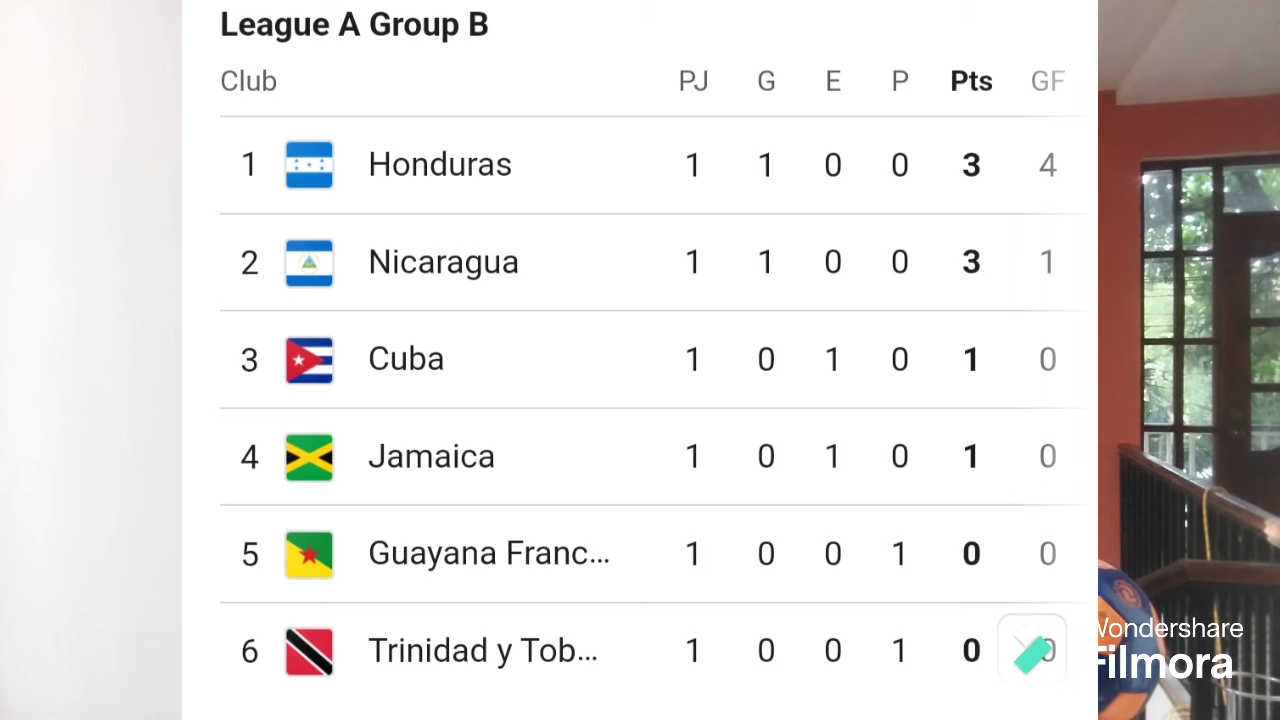 League A Group B
Club PJ G E P Pts GF
1 Honduras 1 1 0 0 3 4
2 Nicaragua 1 1 0 0 3 1
3 Cuba 1 0 1 0 1 0
4 Jamaica 1 0 1 0 1 0
5 Guayana Franc... 1 0 0 1 0 0
6 Trinidad y Tob... 1 0 0 1 0 0
Wondershare
Filmora